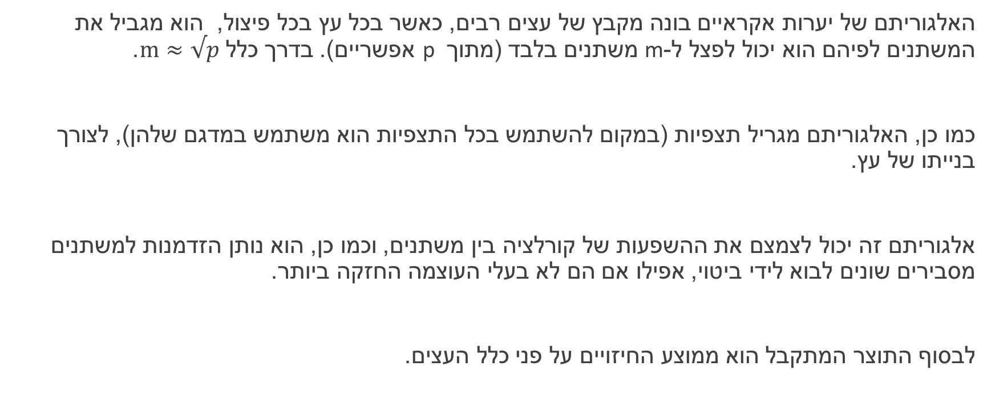 האלגוריתם של יערות אקראיים בונה מקבץ של עצים רבים, כאשר בכל עץ בכל פיצול, הוא מגביל את
המשתנים לפיהם הוא יכול לפצל ל-m משתנים בלבד (מתוך p אפשריים). בדרך כלל m ≈ √p.
כמו כן, האלגוריתם מגריל תצפיות (במקום להשתמש בכל התצפיות הוא משתמש במדגם שלהן), לצורך
בנייתו של עץ.
אלגוריתם זה יכול לצמצם את ההשפעות של קורלציה בין משתנים, וכמו כן, הוא נותן הזדמנות למשתנים
מסבירים שונים לבוא לידי ביטוי, אפילו אם הם לא בעלי העוצמה החזקה ביותר.
לבסוף התוצר המתקבל הוא ממוצע החיזויים על פני כלל העצים.